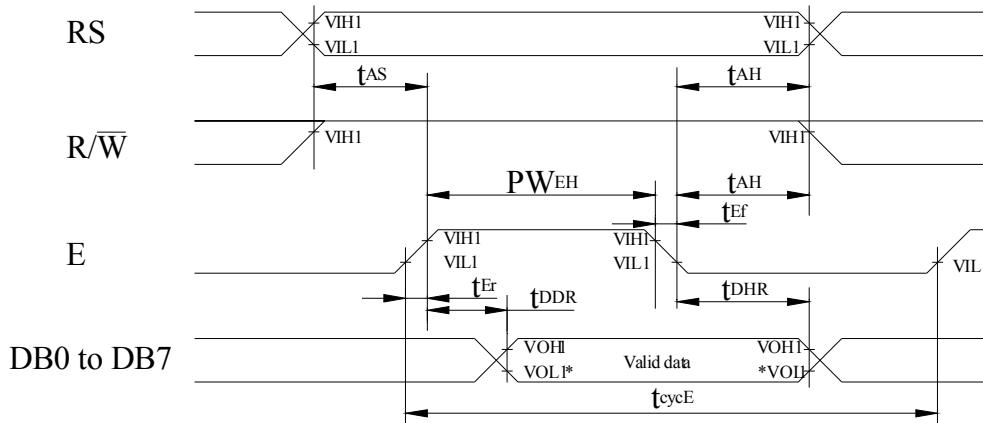 RS
VIH1
VIL1
VIH1
VIL1
tAS
tAH
R/W̅
VIH1
VIH1
PWEH
tAH
tEf
E
VIH1
VIL1
VIH1
VIL1
VIL
tEr
tDDR
tDHR
DB0 to DB7
VOH1
VOL1*
Valid data
VOH1
*VOL1
tcycE